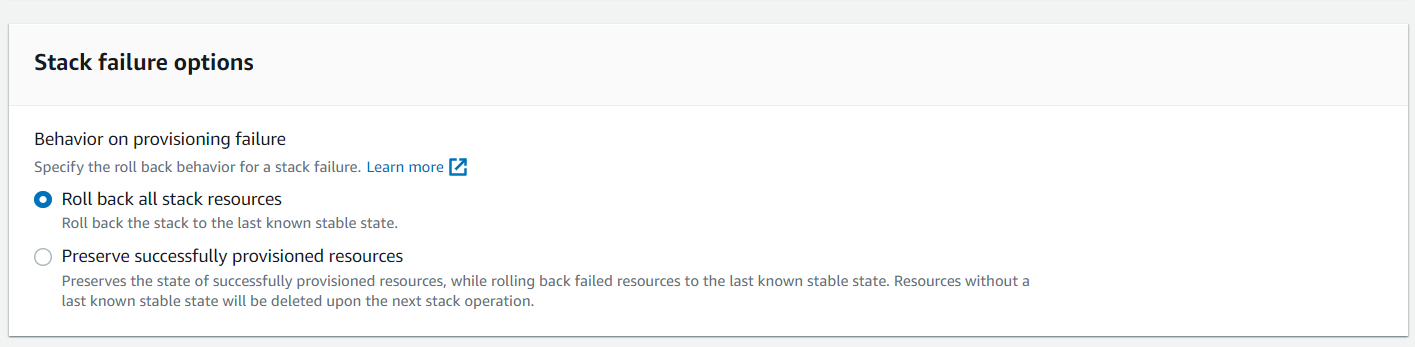 Stack failure options
Behavior on provisioning failure
Specify the roll back behavior for a stack failure. Learn more
Roll back all stack resources
Roll back the stack to the last known stable state.
Preserve successfully provisioned resources
Preserves the state of successfully provisioned resources, while rolling back failed resources to the last known stable state. Resources without a
last known stable state will be deleted upon the next stack operation.